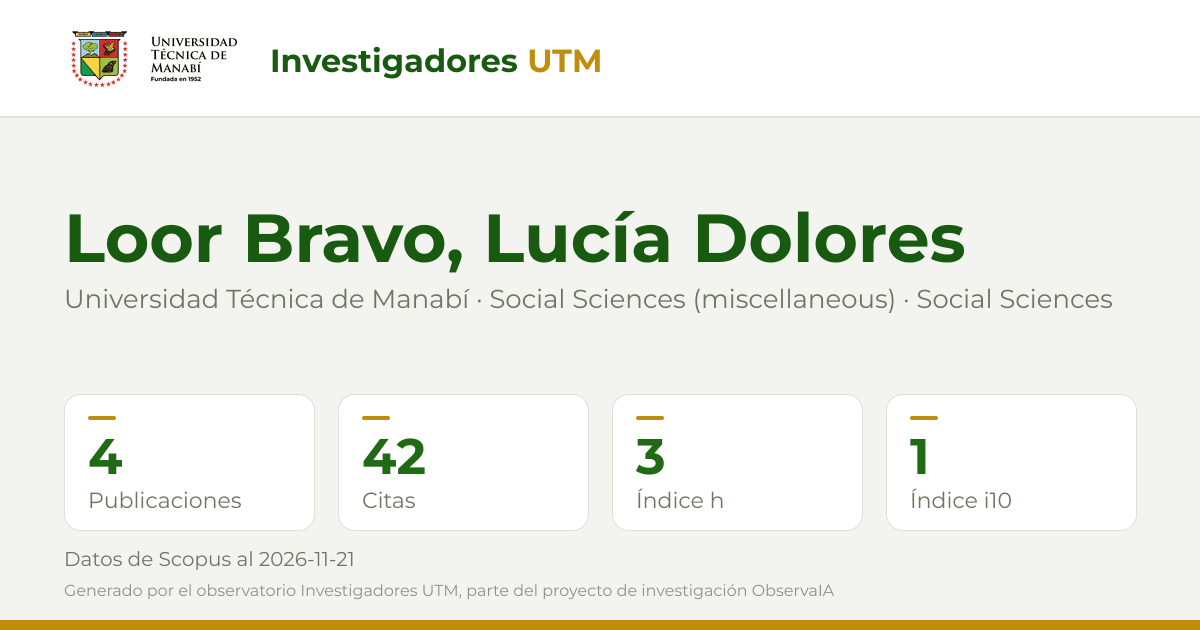 UNIVERSIDAD
TÉCNICA DE
MANABÍ
Fundada en 1952
Investigadores UTM
Loor Bravo, Lucía Dolores
Universidad Técnica de Manabí · Social Sciences (miscellaneous) · Social Sciences
4
Publicaciones
42
Citas
3
Índice h
1
Índice i10
Datos de Scopus al 2026-11-21
Generado por el observatorio Investigadores UTM, parte del proyecto de investigación ObservaIA